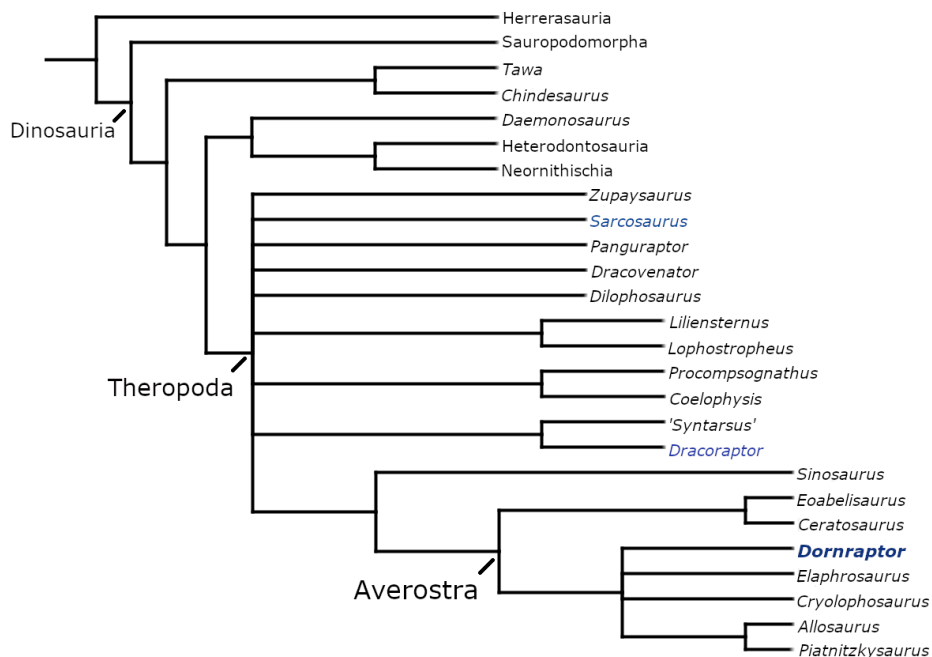 Herrerasauria
Sauropodomorpha
Tawa
Chindesaurus
Dinosauria
Daemonosaurus
Heterodontosauria
Neornithischia
Zupaysaurus
Sarcosaurus
Panguraptor
Dracovenator
Dilophosaurus
Liliensternus
Lophostropheus
Theropoda
Procompsognathus
Coelophysis
'Syntarsus'
Dracoraptor
Sinosaurus
Eoabelisaurus
Ceratosaurus
Dornraptor
Elaphrosaurus
Averostra
Cryolophosaurus
Allosaurus
Piatnitzkysaurus